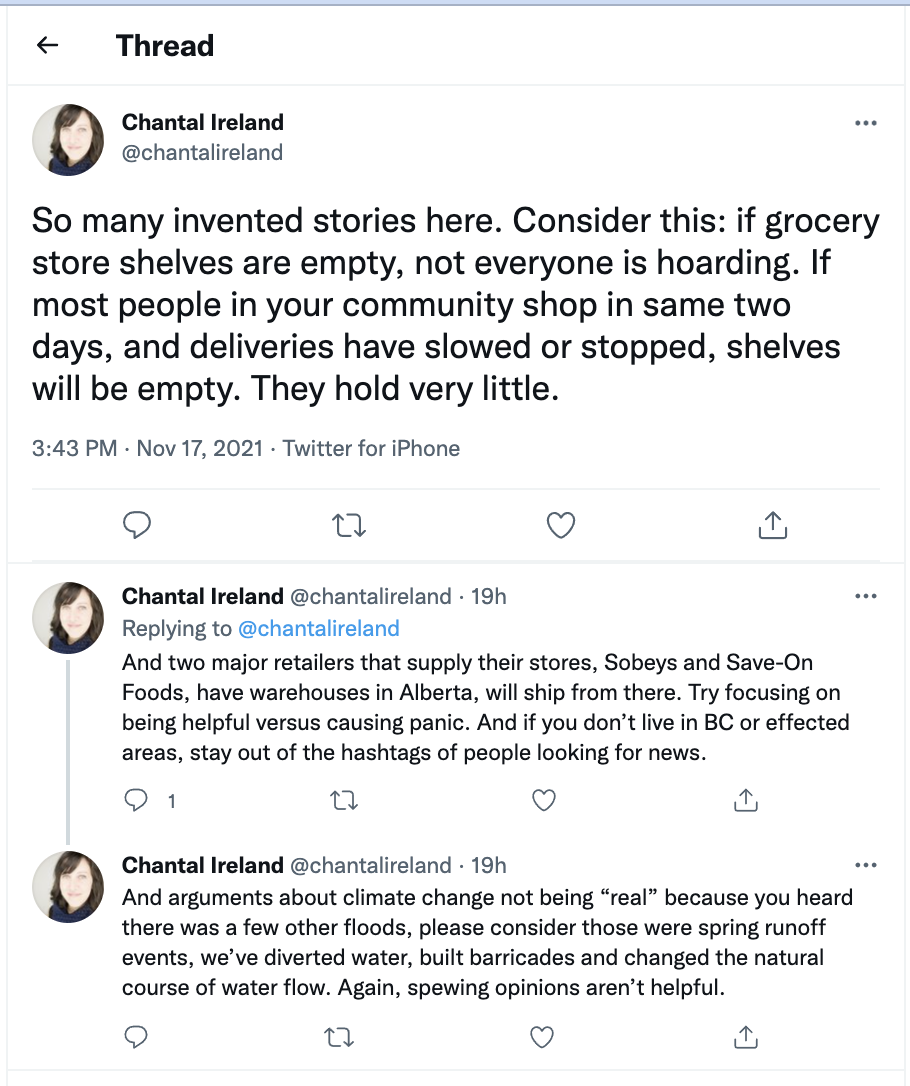 Thread
Chantal Ireland
@chantalireland
So many invented stories here. Consider this: if grocery
store shelves are empty, not everyone is hoarding. If
most people in your community shop in same two
days, and deliveries have slowed or stopped, shelves
will be empty. They hold very little.
3:43 PM · Nov 17, 2021 · Twitter for iPhone
Chantal Ireland @chantalireland · 19h
Replying to @chantalireland
And two major retailers that supply their stores, Sobeys and Save-On
Foods, have warehouses in Alberta, will ship from there. Try focusing on
being helpful versus causing panic. And if you don’t live in BC or effected
areas, stay out of the hashtags of people looking for news.
1
Chantal Ireland @chantalireland · 19h
And arguments about climate change not being “real” because you heard
there was a few other floods, please consider those were spring runoff
events, we’ve diverted water, built barricades and changed the natural
course of water flow. Again, spewing opinions aren’t helpful.